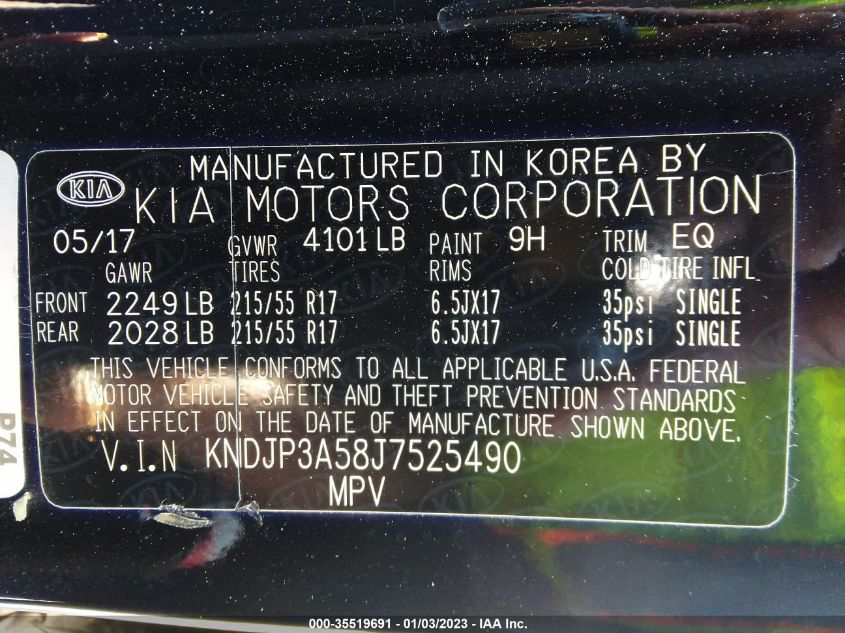 MANUFACTURED IN KOREA BY
KIA KIA MOTORS CORPORATION
05/17 GVWR 4101 LB PAINT 9H TRIM EQ
GAWR TIRES RIMS COLD TIRE INFL
FRONT 2249 LB 215/55 R17 6.5JX17 35psi SINGLE
REAR 2028 LB 215/55 R17 6.5JX17 35psi SINGLE
THIS VEHICLE CONFORMS TO ALL APPLICABLE U.S.A. FEDERAL
MOTOR VEHICLE SAFETY AND THEFT PREVENTION STANDARDS
IN EFFECT ON THE DATE OF MANUFACTURE SHOWN ABOVE.
V.I.N KNDJP3A58J7525490
MPV
P74
000-35519691 - 01/03/2023 - IAA Inc.